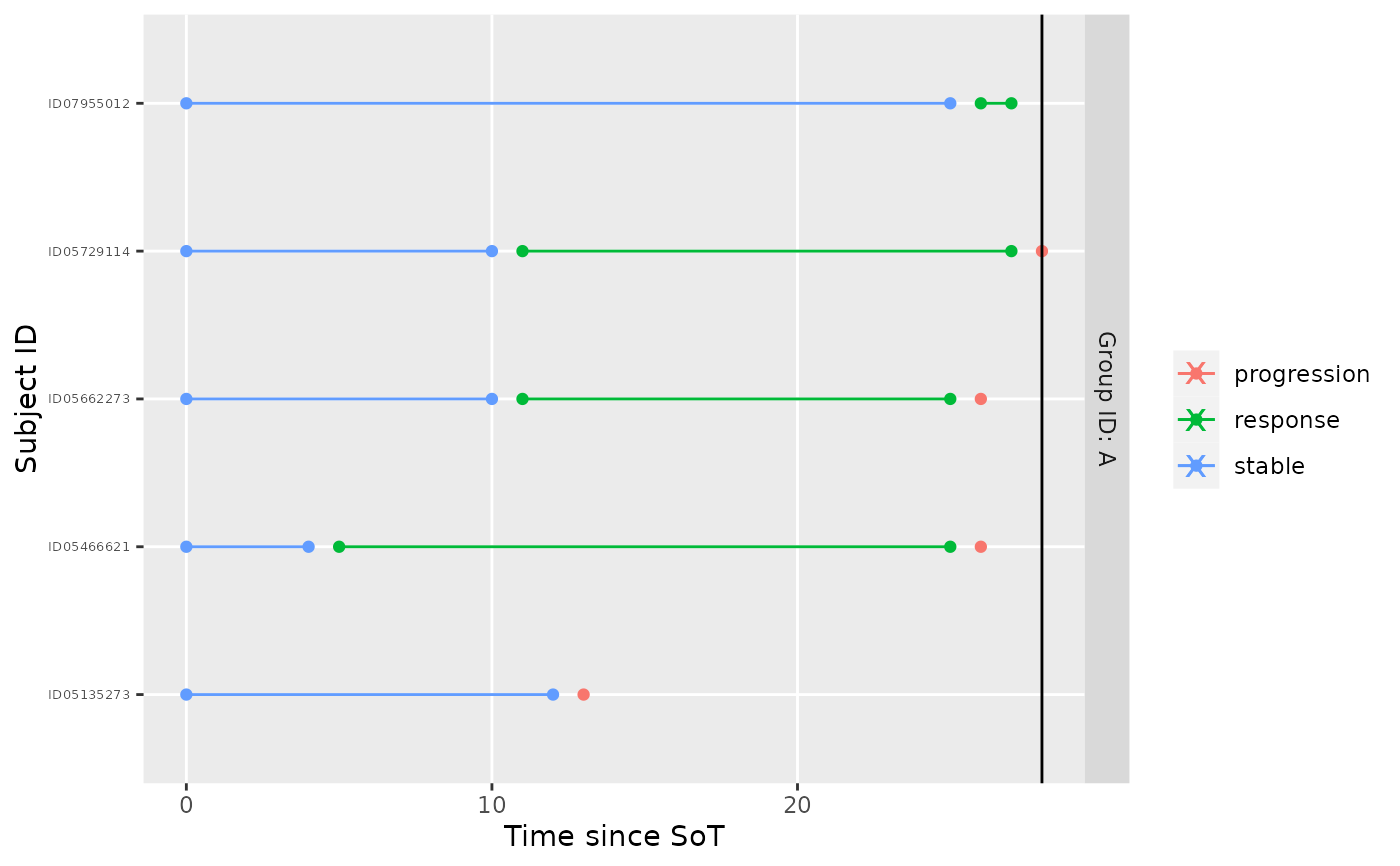 ID07955012
ID05729114
ID05662273
ID05466621
ID05135273
Subject ID
0
10
20
Time since SoT
Group ID: A
progression
response
stable